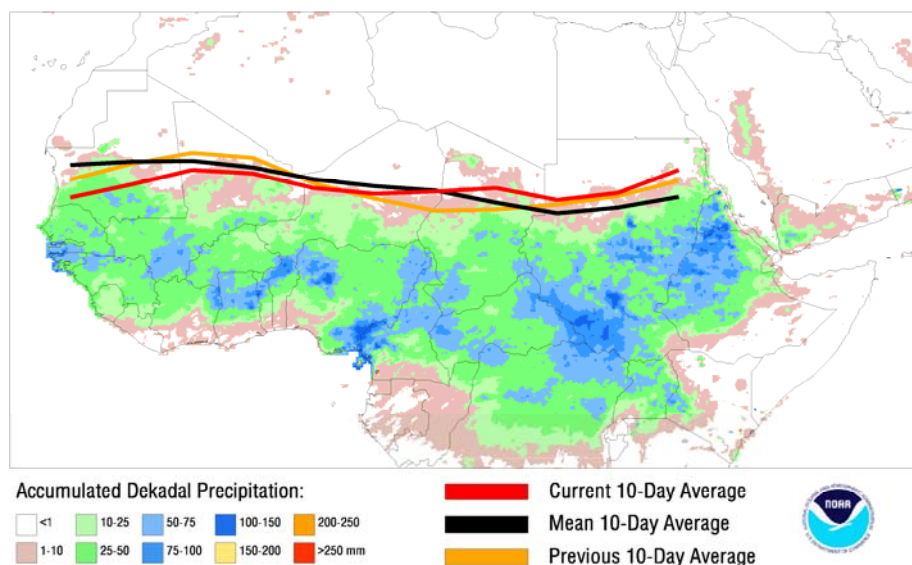 Accumulated Dekadal Precipitation:
<1
10-25
50-75
100-150
200-250
1-10
25-50
75-100
150-200
>250 mm
Current 10-Day Average
Mean 10-Day Average
Previous 10-Day Average
NOAA